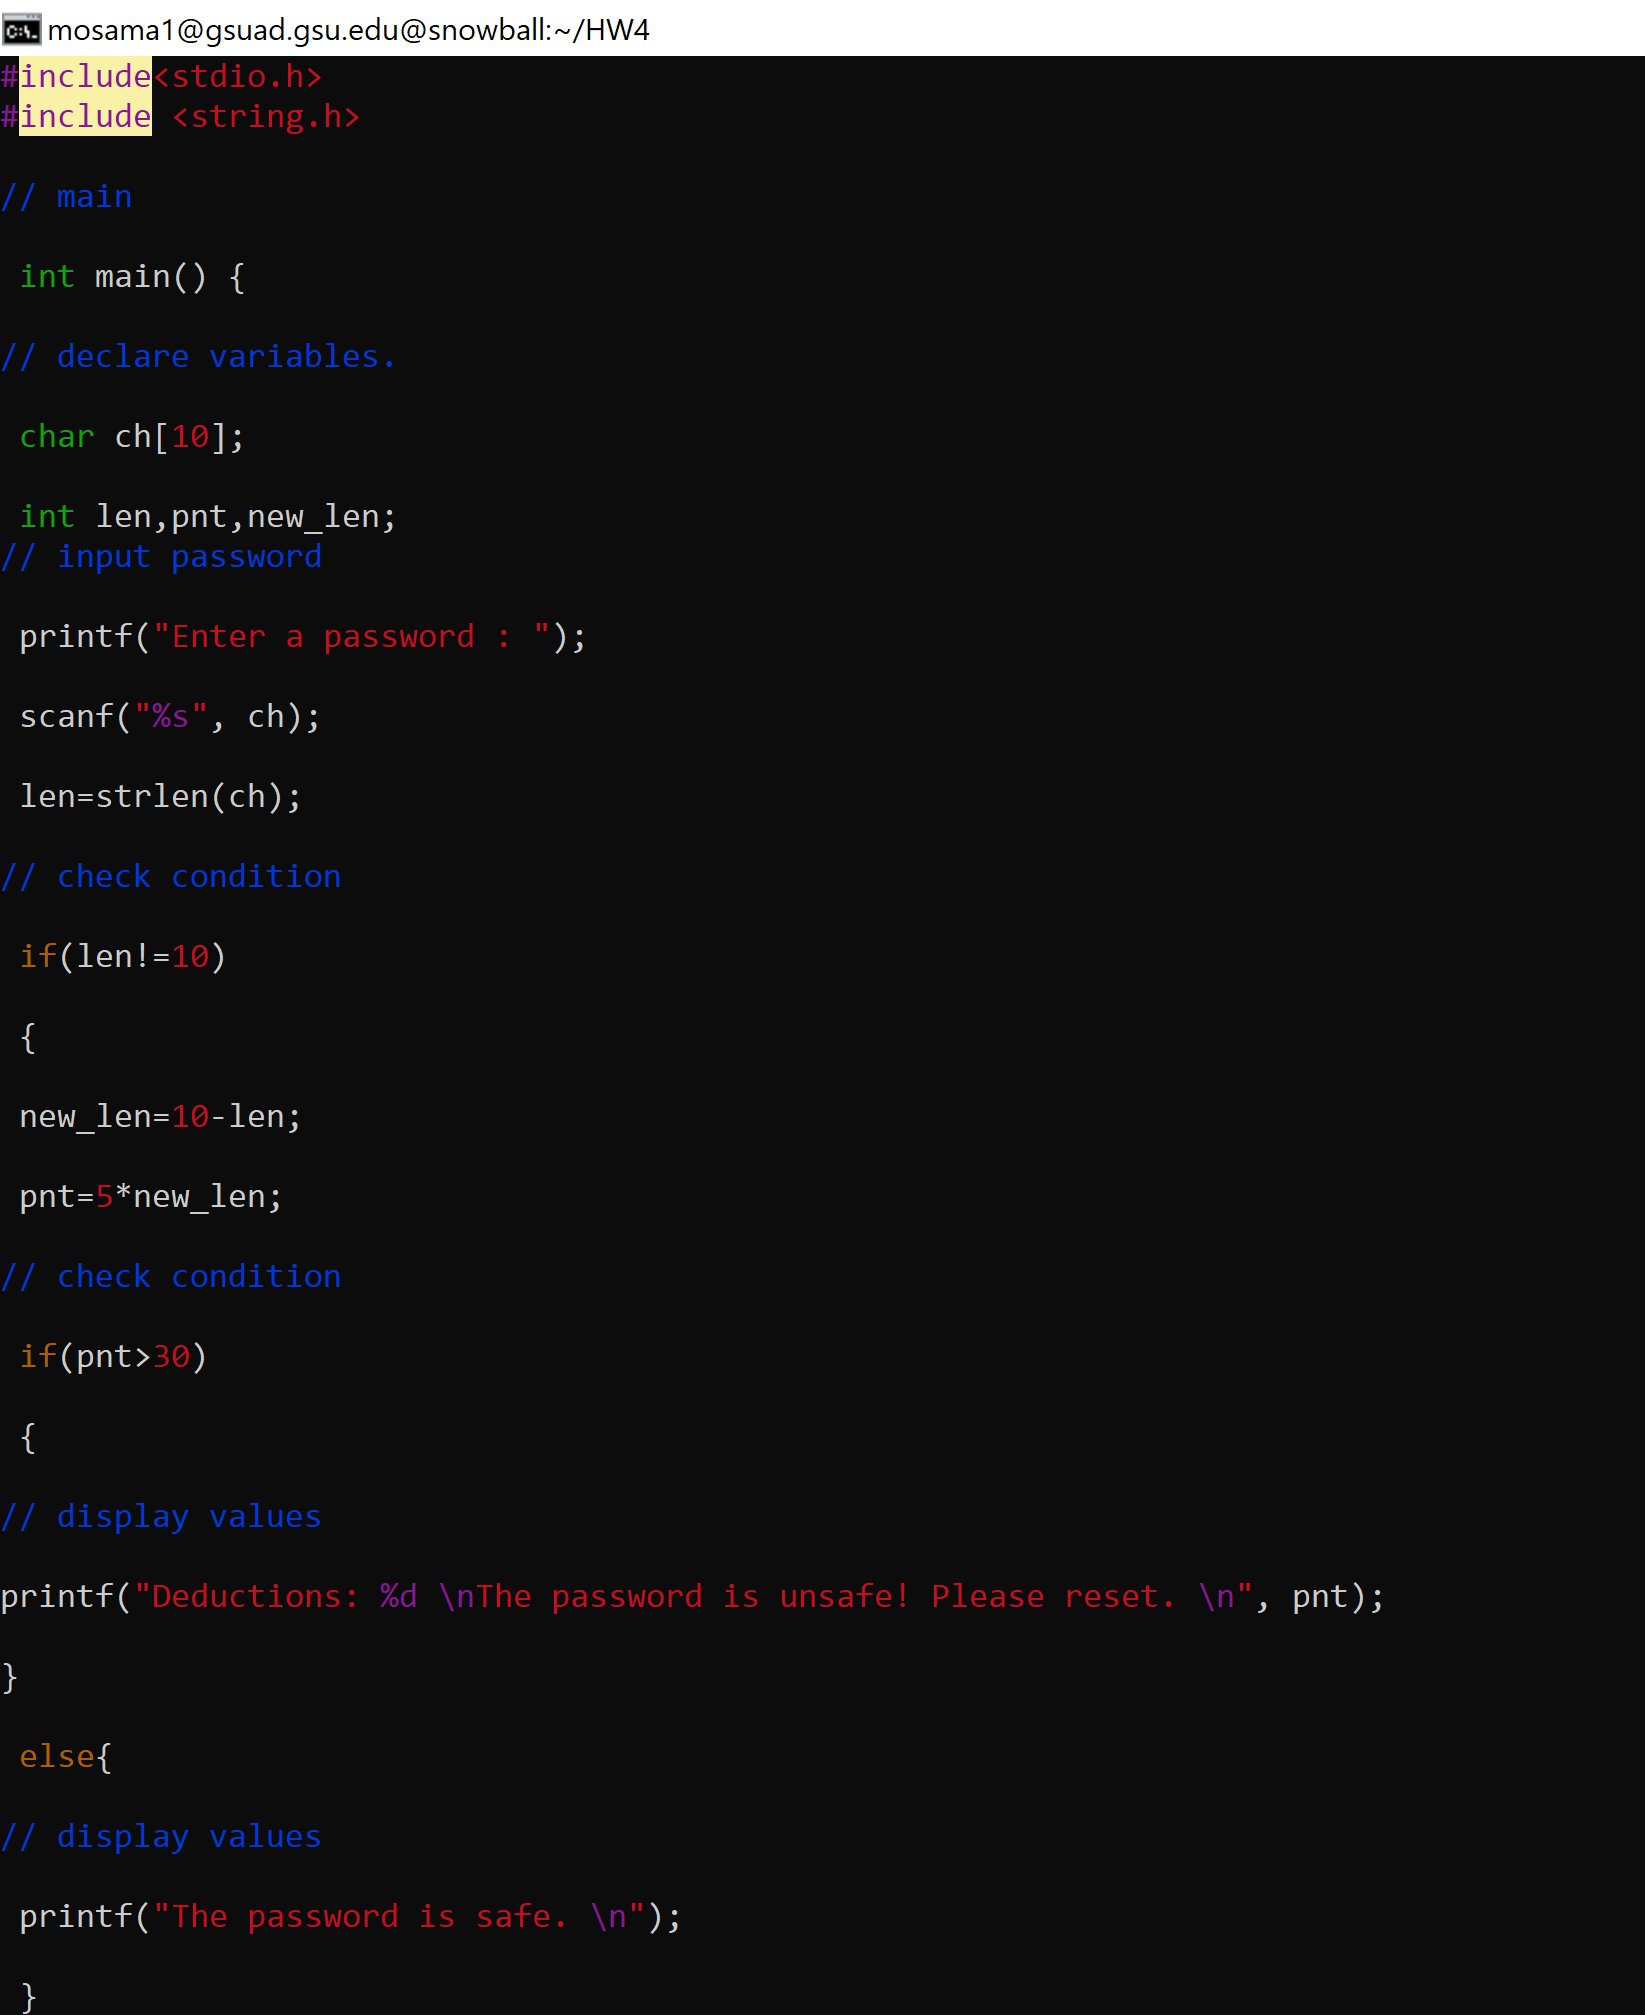 mosama1@gsuad.gsu.edu@snowball:~/HW4
#include<stdio.h>
#include <string.h>
// main
int main() {
// declare variables.
char ch[10];
int len,pnt,new_len;
// input password
printf("Enter a password : ");
scanf("%s", ch);
len=strlen(ch);
// check condition
if(len!=10)
{
new_len=10-len;
pnt=5*new_len;
// check condition
if(pnt>30)
{
// display values
printf("Deductions: %d \nThe password is unsafe! Please reset. \n", pnt);
}
else{
// display values
printf("The password is safe. \n");
}